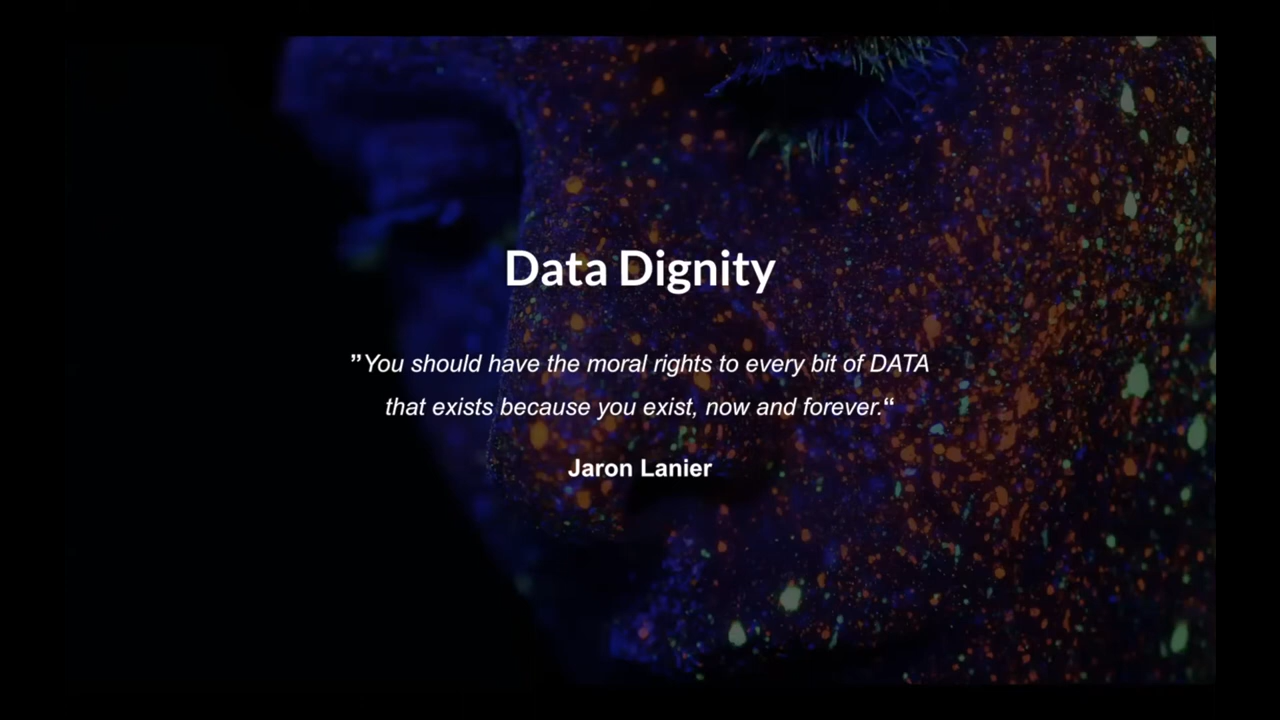 Data Dignity
”You should have the moral rights to every bit of DATA
that exists because you exist, now and forever.“
Jaron Lanier